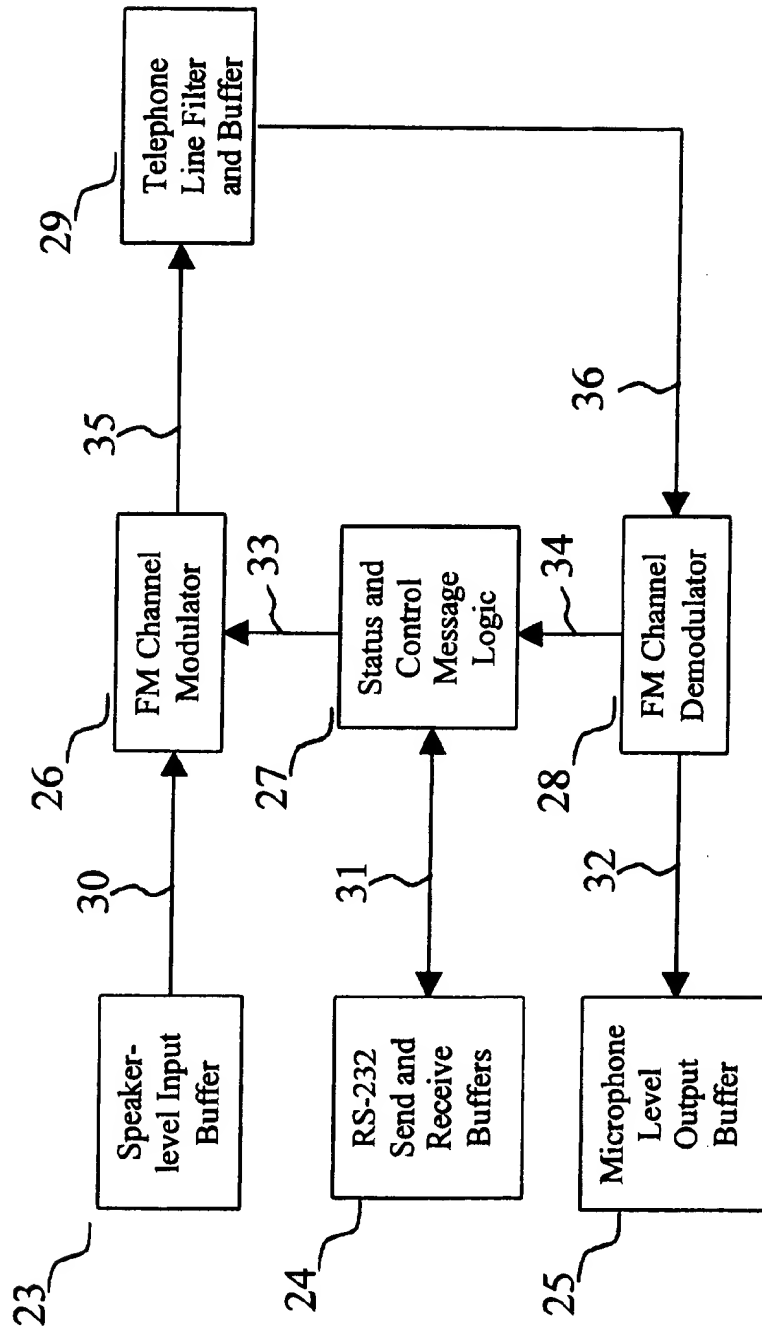 23
Speaker-
level Input
Buffer
30
26
FM Channel
Modulator
35
29
Telephone
Line Filter
and Buffer
33
24
RS-232
Send and
Receive
Buffers
31
27
Status and
Control
Message
Logic
34
36
25
Microphone
Level
Output
Buffer
32
28
FM Channel
Demodulator